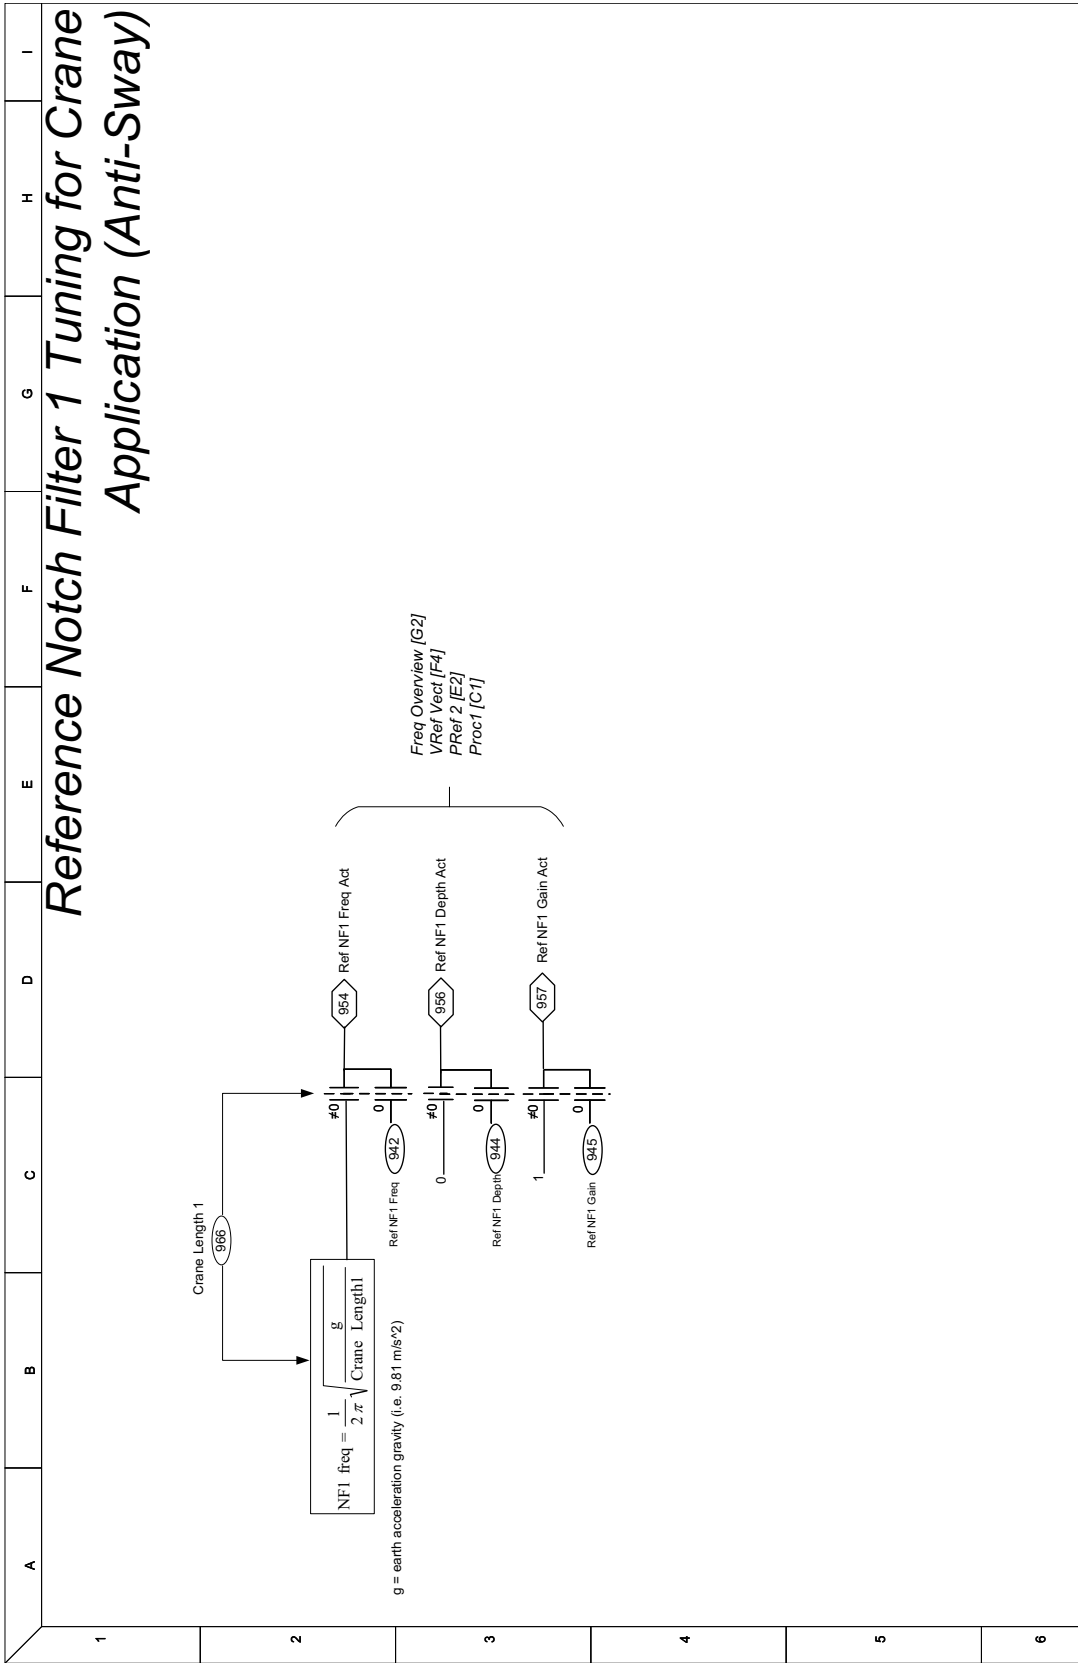 A B C D E F G H I
Reference Notch Filter 1 Tuning for Crane
Application (Anti-Sway)
1
2
3
4
5
6
Crane Length 1
966
NF1 freq = 1 / 2 π √ g / Crane Length1
g = earth acceleration gravity (i.e. 9.81 m/s^2)
≠0
954
Ref NF1 Freq Act
0
942
Ref NF1 Freq
≠0
0
956
Ref NF1 Depth Act
0
944
Ref NF1 Depth
≠0
1
957
Ref NF1 Gain Act
0
945
Ref NF1 Gain
Freq Overview [G2]
VRef Vect [F4]
PRef 2 [E2]
Proc1 [C1]